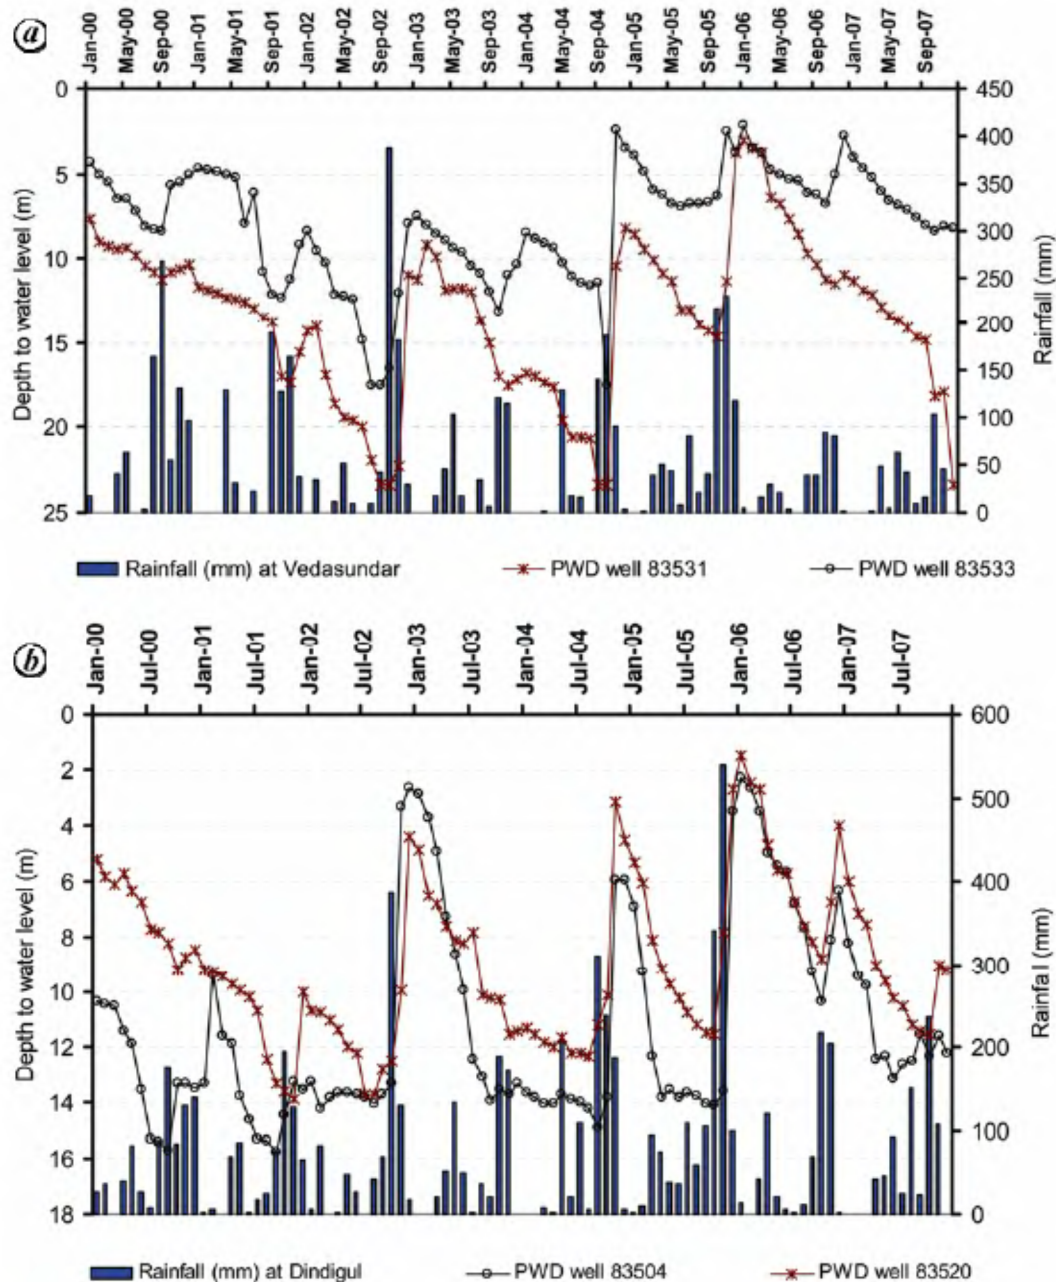 a
Jan-00
May-00
Sep-00
Jan-01
May-01
Sep-01
Jan-02
May-02
Sep-02
Jan-03
May-03
Sep-03
Jan-04
May-04
Sep-04
Jan-05
May-05
Sep-05
Jan-06
May-06
Sep-06
Jan-07
May-07
Sep-07
0
5
10
15
20
25
Depth to water level (m)
450
400
350
300
250
200
150
100
50
0
Rainfall (mm)
Rainfall (mm) at Vedasundar PWD well 83531 PWD well 83533
b
Jan-00
Jul-00
Jan-01
Jul-01
Jan-02
Jul-02
Jan-03
Jul-03
Jan-04
Jul-04
Jan-05
Jul-05
Jan-06
Jul-06
Jan-07
Jul-07
0
2
4
6
8
10
12
14
16
18
Depth to water level (m)
600
500
400
300
200
100
0
Rainfall (mm)
Rainfall (mm) at Dindigul PWD well 83504 PWD well 83520